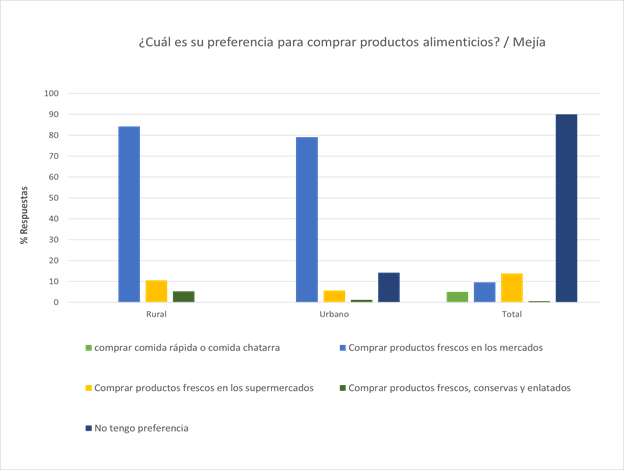 ¿Cuál es su preferencia para comprar productos alimenticios? / Mejía
100
90
80
70
60
50
40
30
20
10
0
% Respuestas
Rural
Urbano
Total
comprar comida rápida o comida chatarra
Comprar productos frescos en los mercados
Comprar productos frescos en los supermercados
Comprar productos frescos, conservas y enlatados
No tengo preferencia